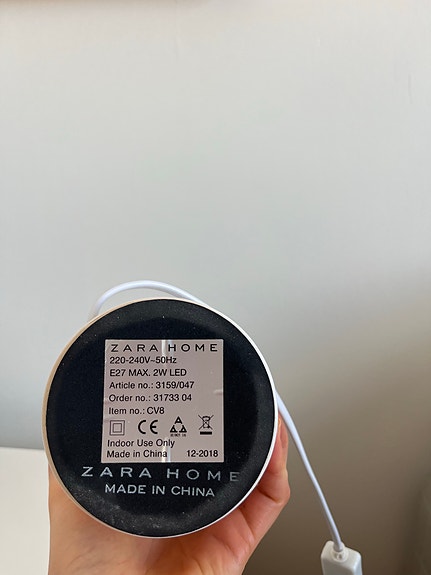 ZARA HOME
220-240V~50Hz
E27 MAX. 2W LED
Article no.: 3159/047
Order no.: 31733 04
Item no.: CV8
CE
Indoor Use Only
Made in China 12-2018
ZARA HOME
MADE IN CHINA